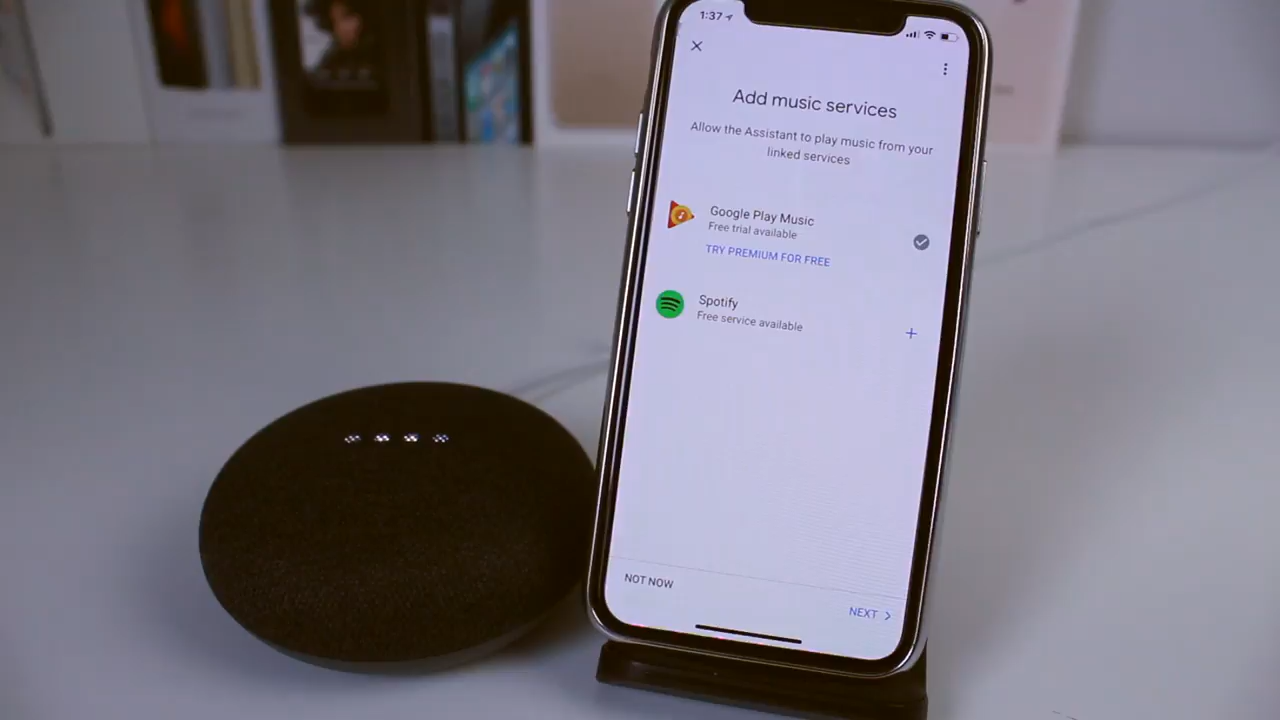 1:37
Add music services
Allow the Assistant to play music from your
linked services
Google Play Music
Free trial available
TRY PREMIUM FOR FREE
Spotify
Free service available
NOT NOW
NEXT